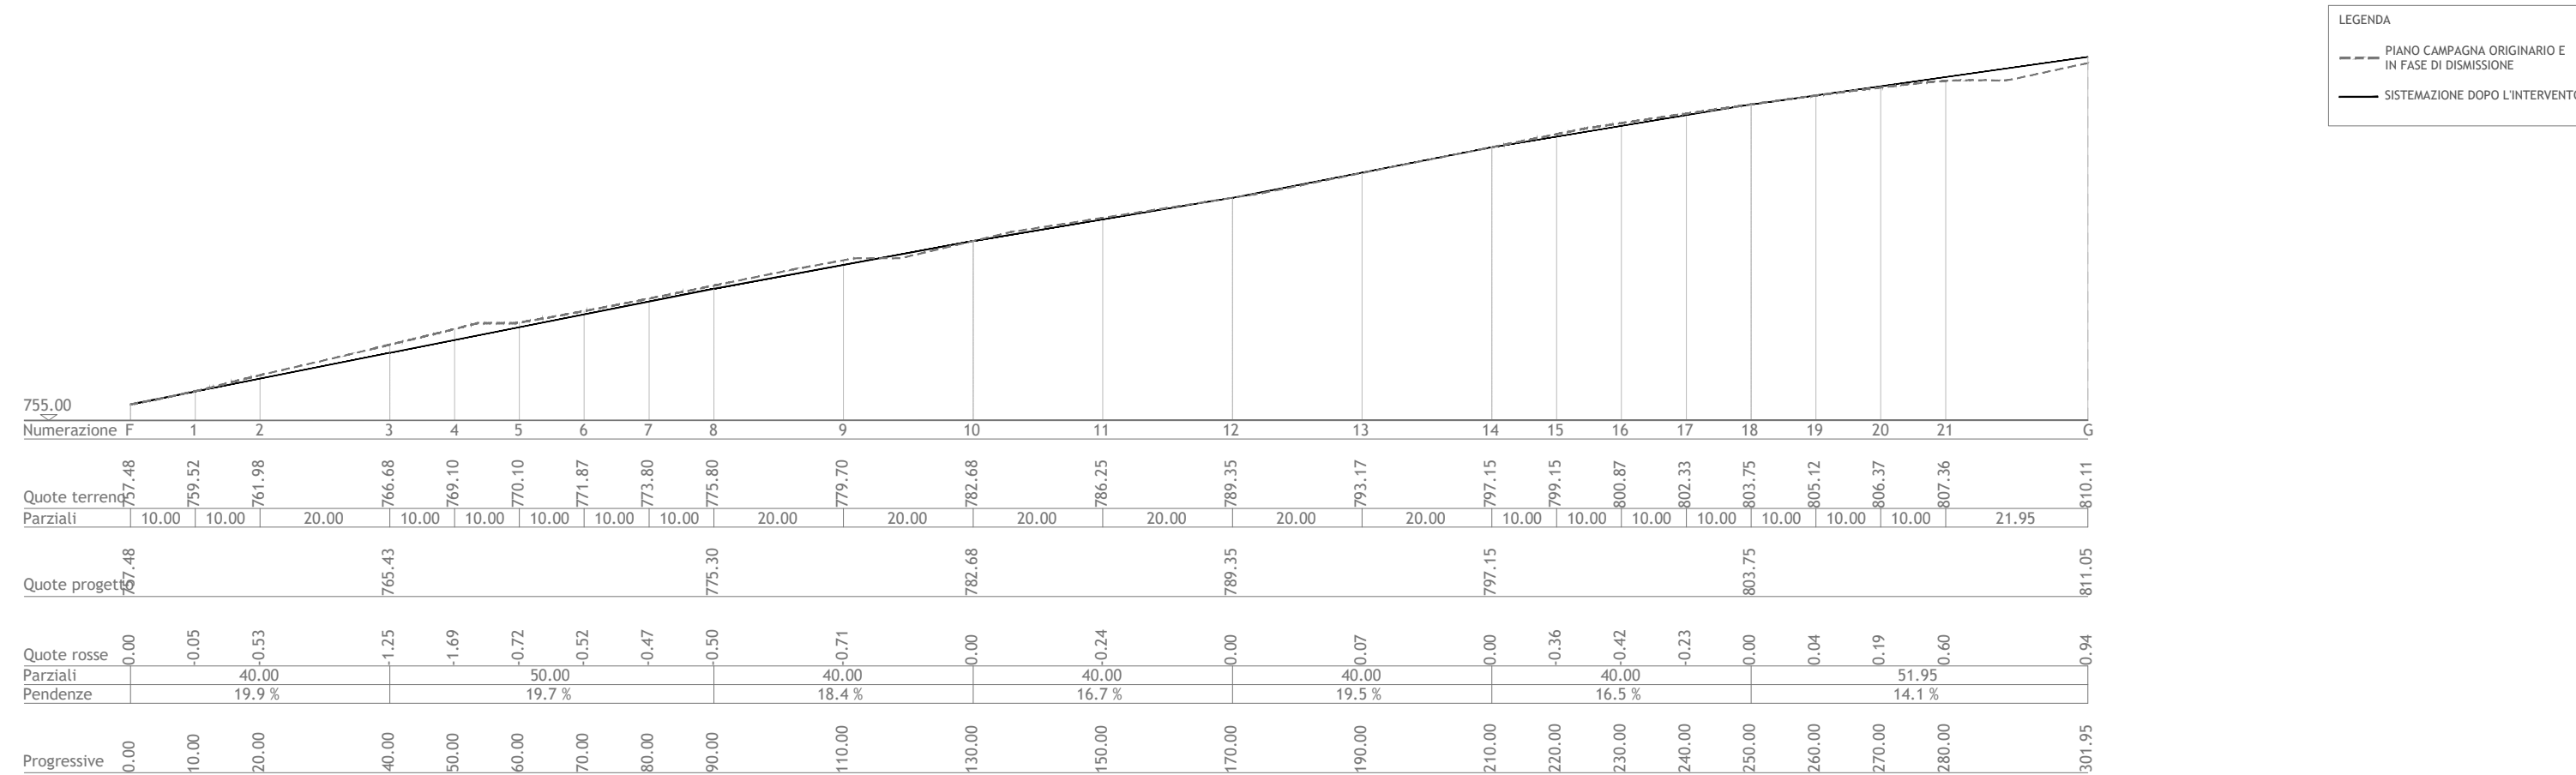 LEGENDA
PIANO CAMPAGNA ORIGINARIO E
IN FASE DI DISMISSIONE
SISTEMAZIONE DOPO L'INTERVENTO
755.00
Numerazione F 1 2 3 4 5 6 7 8 9 10 11 12 13 14 15 16 17 18 19 20 21 G
Quote terreno 757.48 759.52 761.98 766.68 769.10 770.10 771.87 773.80 775.80 779.70 782.68 786.25 789.35 793.17 797.15 799.15 800.87 802.33 803.75 805.12 806.37 807.36 810.11
Parziali 10.00 10.00 20.00 10.00 10.00 10.00 10.00 10.00 20.00 20.00 20.00 20.00 20.00 20.00 10.00 10.00 10.00 10.00 10.00 10.00 10.00 21.95
Quote progetto 757.48 765.43 775.30 782.68 789.35 797.15 803.75 811.05
Quote rosse 0.00 -0.05 -0.53 -1.25 -1.69 -0.72 -0.52 -0.47 -0.50 -0.71 0.00 -0.24 0.00 0.07 0.00 -0.36 -0.42 -0.23 0.00 0.04 0.19 0.60 0.94
Parziali 40.00 50.00 40.00 40.00 40.00 40.00 51.95
Pendenze 19.9 % 19.7 % 18.4 % 16.7 % 19.5 % 16.5 % 14.1 %
Progressive 0.00 10.00 20.00 40.00 50.00 60.00 70.00 80.00 90.00 110.00 130.00 150.00 170.00 190.00 210.00 220.00 230.00 240.00 250.00 260.00 270.00 280.00 301.95